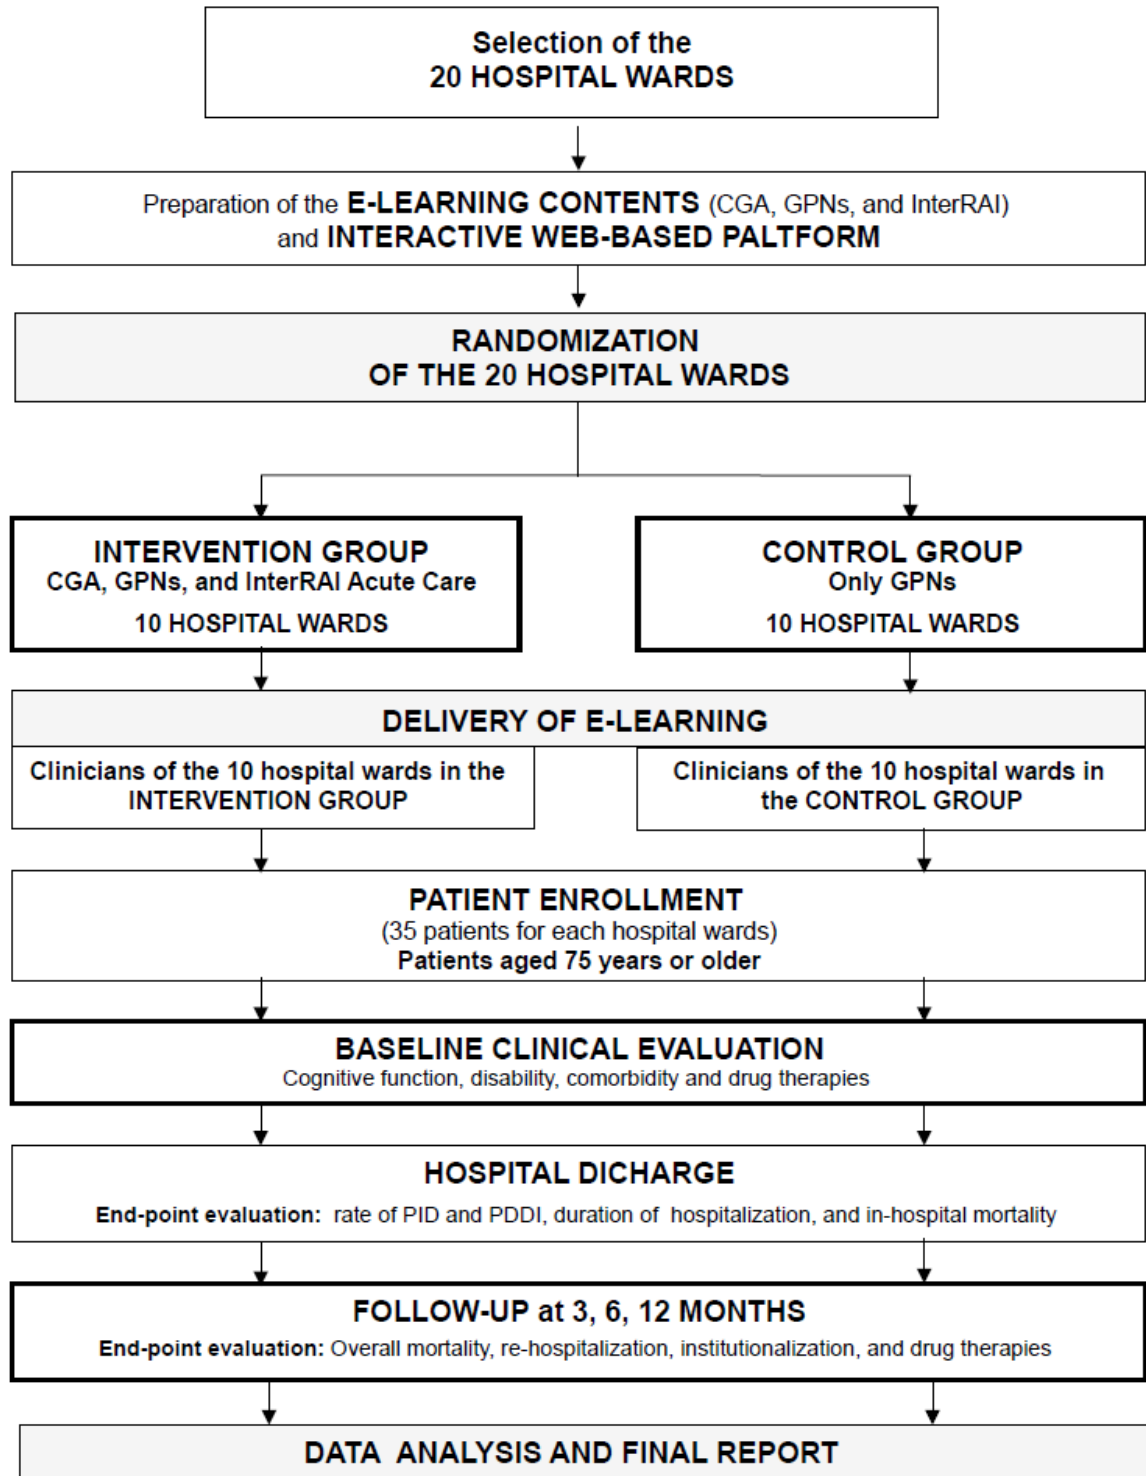 Selection of the
20 HOSPITAL WARDS
Preparation of the E-LEARNING CONTENTS (CGA, GPNs, and InterRAI)
and INTERACTIVE WEB-BASED PALTFORM
RANDOMIZATION
OF THE 20 HOSPITAL WARDS
INTERVENTION GROUP
CGA, GPNs, and InterRAI Acute Care
10 HOSPITAL WARDS
CONTROL GROUP
Only GPNs
10 HOSPITAL WARDS
DELIVERY OF E-LEARNING
Clinicians of the 10 hospital wards in the
INTERVENTION GROUP
Clinicians of the 10 hospital wards in
the CONTROL GROUP
PATIENT ENROLLMENT
(35 patients for each hospital wards)
Patients aged 75 years or older
BASELINE CLINICAL EVALUATION
Cognitive function, disability, comorbidity and drug therapies
HOSPITAL DICHARGE
End-point evaluation: rate of PID and PDDI, duration of hospitalization, and in-hospital mortality
FOLLOW-UP at 3, 6, 12 MONTHS
End-point evaluation: Overall mortality, re-hospitalization, institutionalization, and drug therapies
DATA ANALYSIS AND FINAL REPORT